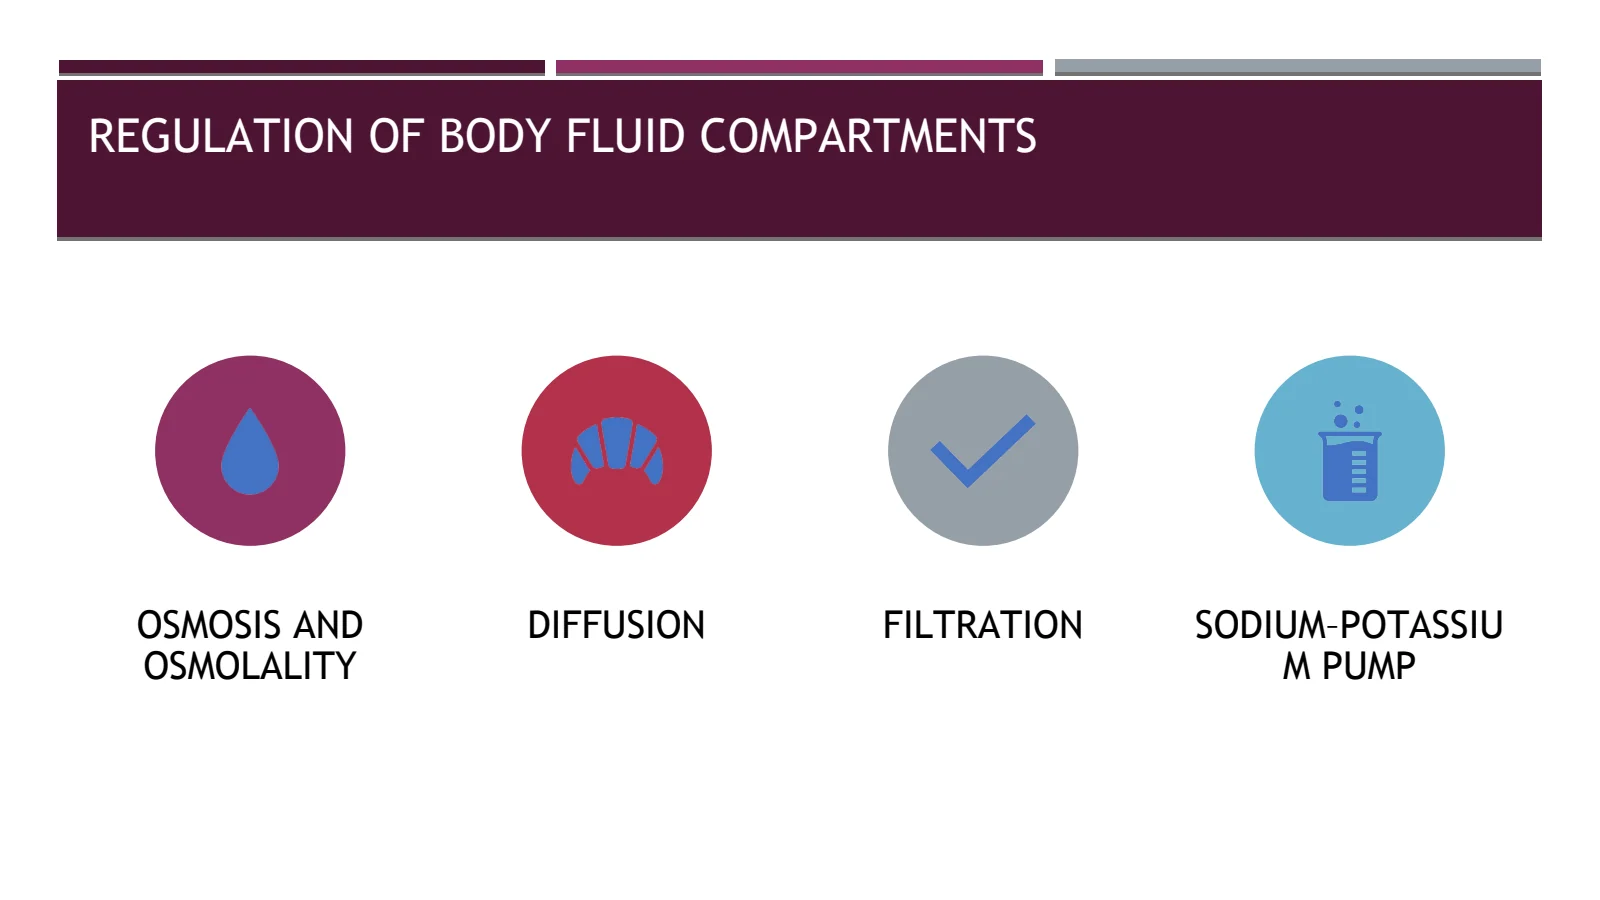 REGULATION OF BODY FLUID COMPARTMENTS
OSMOSIS AND
OSMOLALITY
DIFFUSION
FILTRATION
SODIUM–POTASSIU
M PUMP